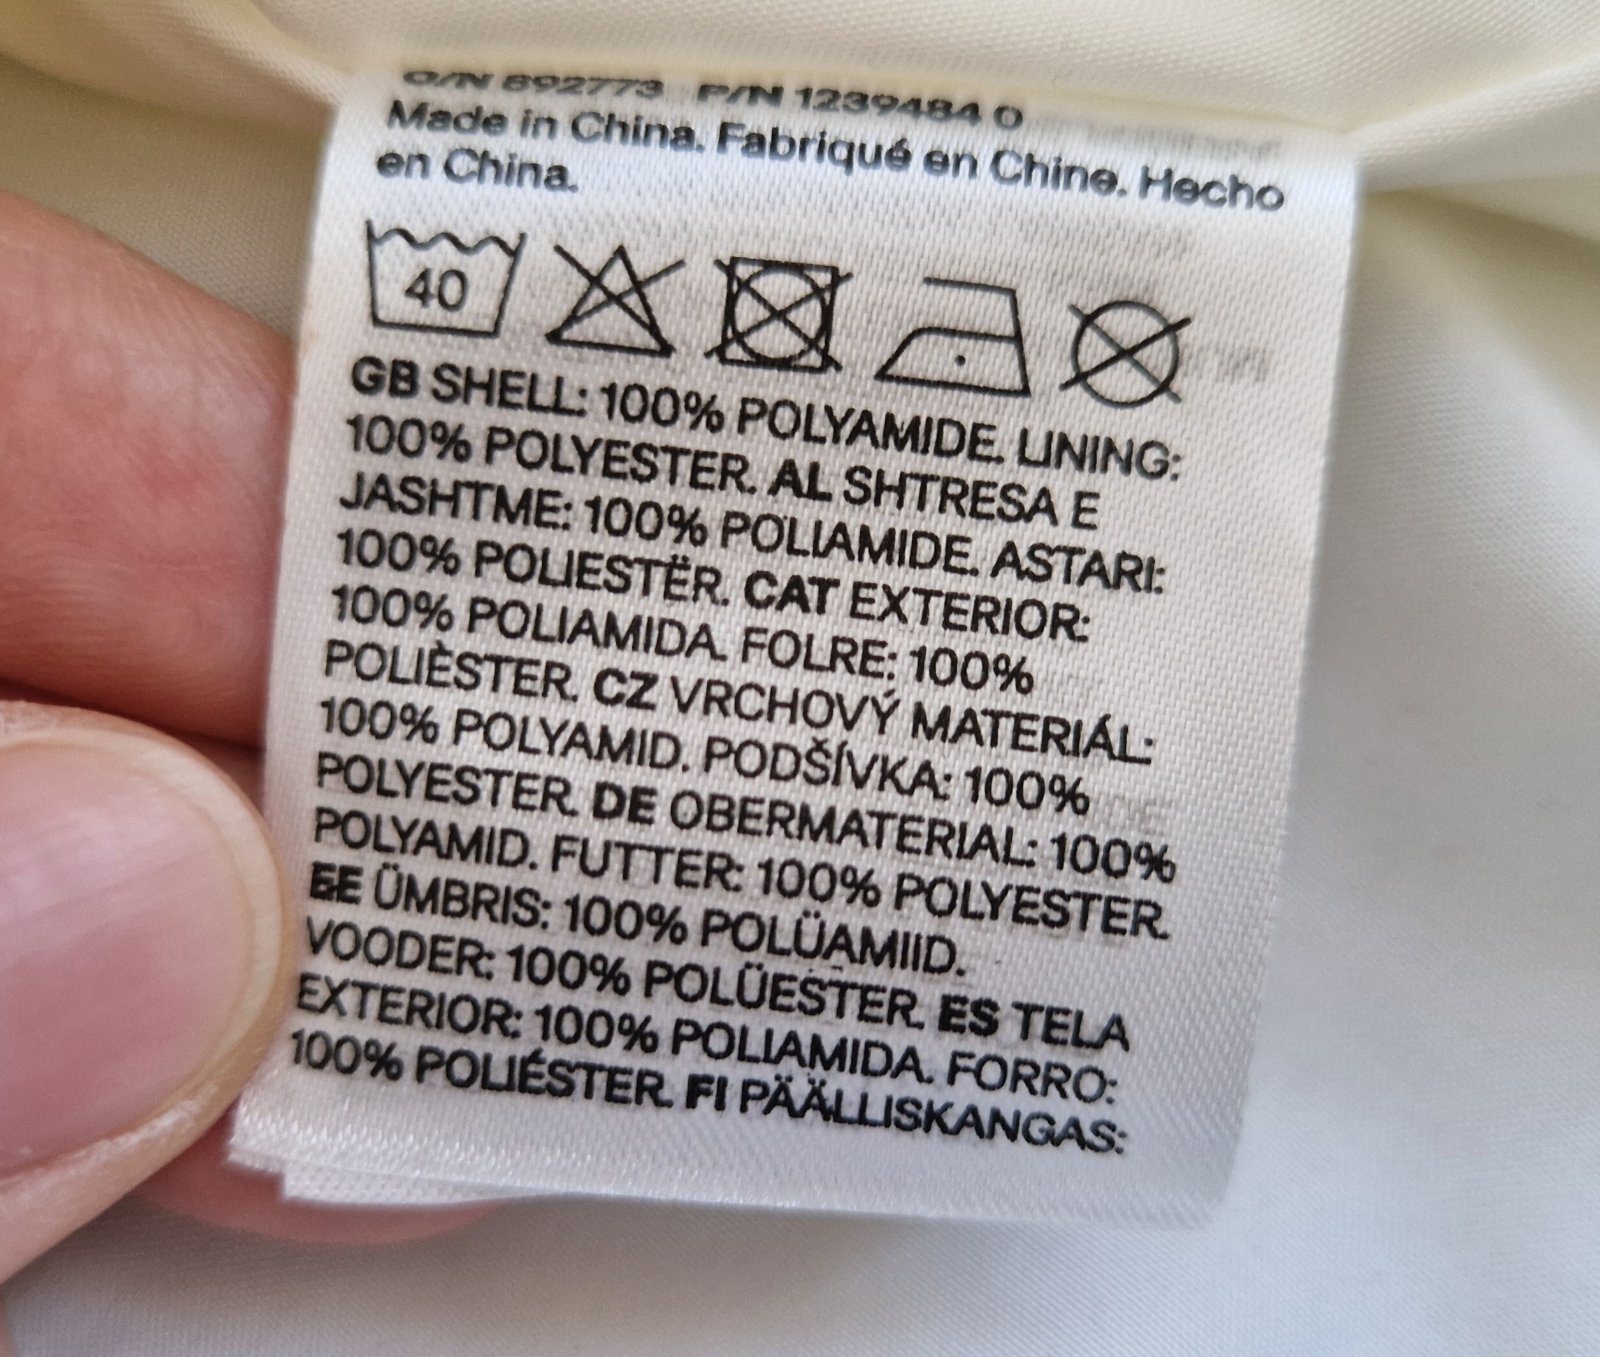 O/N 892773 P/N 1239484 0
Made in China. Fabriqué en Chine. Hecho
en China.
40
GB SHELL: 100% POLYAMIDE. LINING:
100% POLYESTER. AL SHTRESA E
JASHTME: 100% POLIAMIDE. ASTARI:
100% POLIESTËR. CAT EXTERIOR:
100% POLIAMIDA. FOLRE: 100%
POLIÈSTER. CZ VRCHOVÝ MATERIÁL:
100% POLYAMID. PODŠÍVKA: 100%
POLYESTER. DE OBERMATERIAL: 100%
POLYAMID. FUTTER: 100% POLYESTER.
EE ÜMBRIS: 100% POLÜAMIID.
VOODER: 100% POLÜESTER. ES TELA
EXTERIOR: 100% POLIAMIDA. FORRO:
100% POLIÉSTER. FI PÄÄLLISKANGAS: